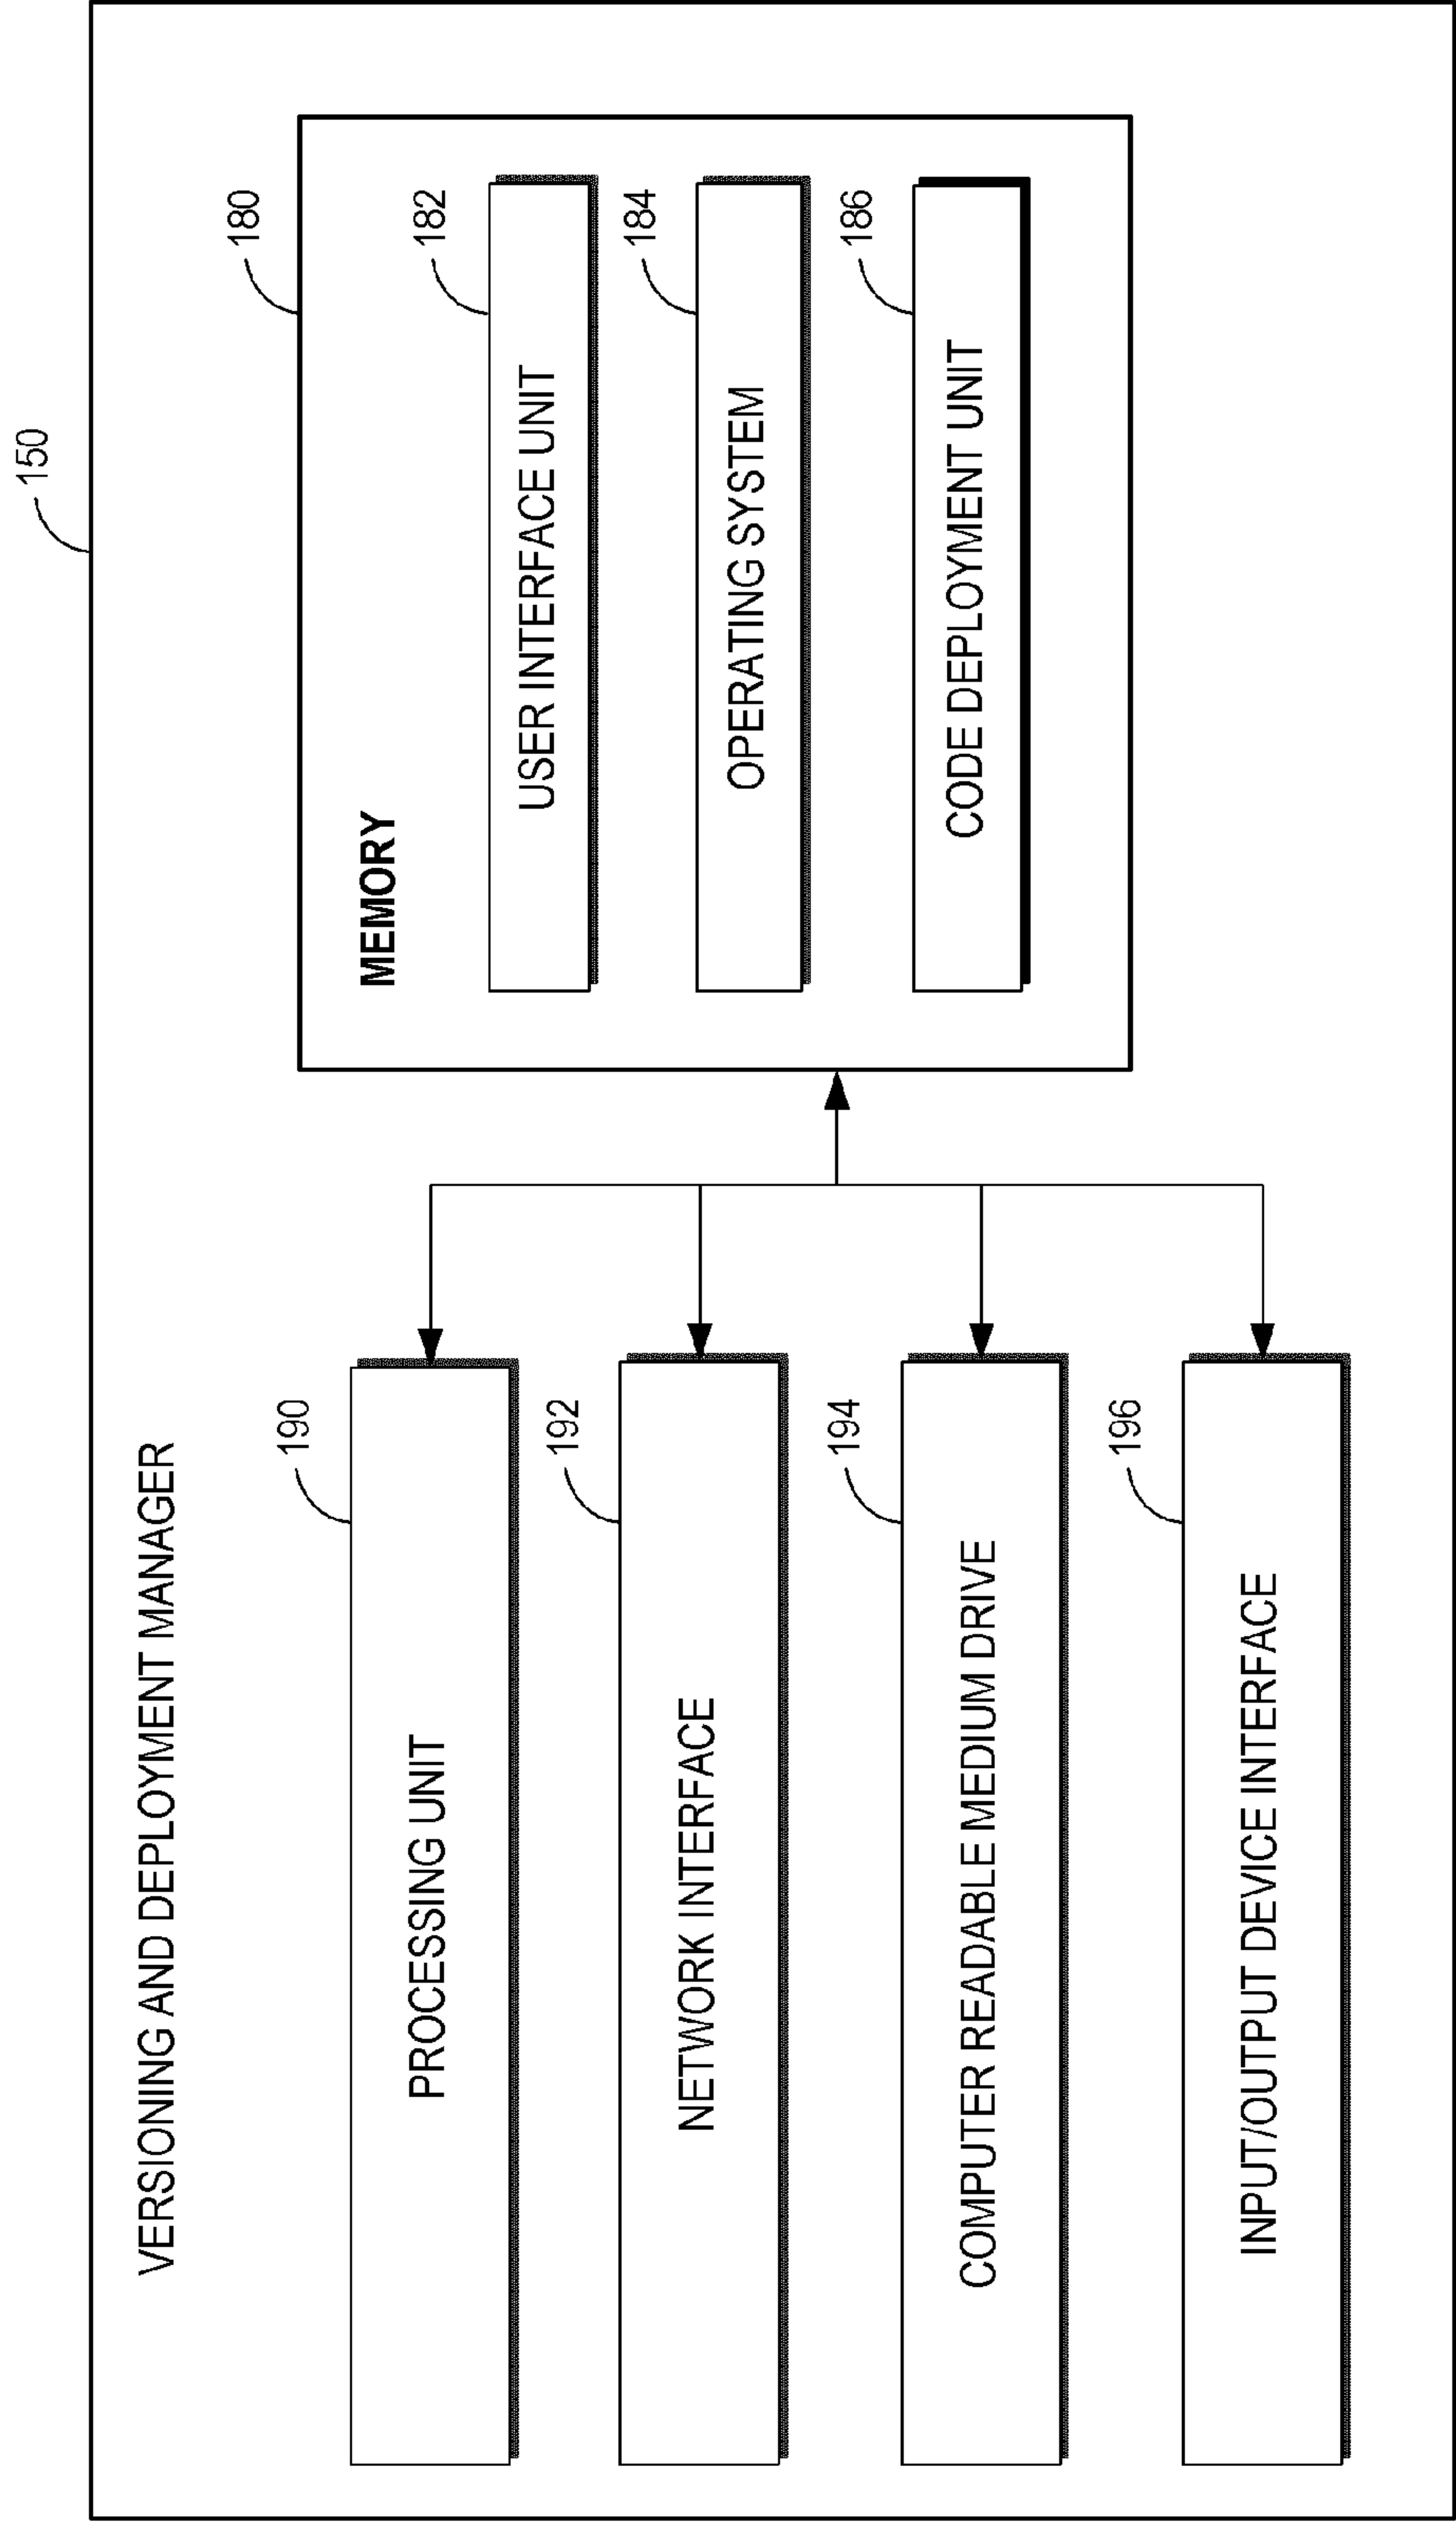 150
VERSIONING AND DEPLOYMENT MANAGER
190
PROCESSING UNIT
192
NETWORK INTERFACE
194
COMPUTER READABLE MEDIUM DRIVE
196
INPUT/OUTPUT DEVICE INTERFACE
180
MEMORY
182
USER INTERFACE UNIT
184
OPERATING SYSTEM
186
CODE DEPLOYMENT UNIT